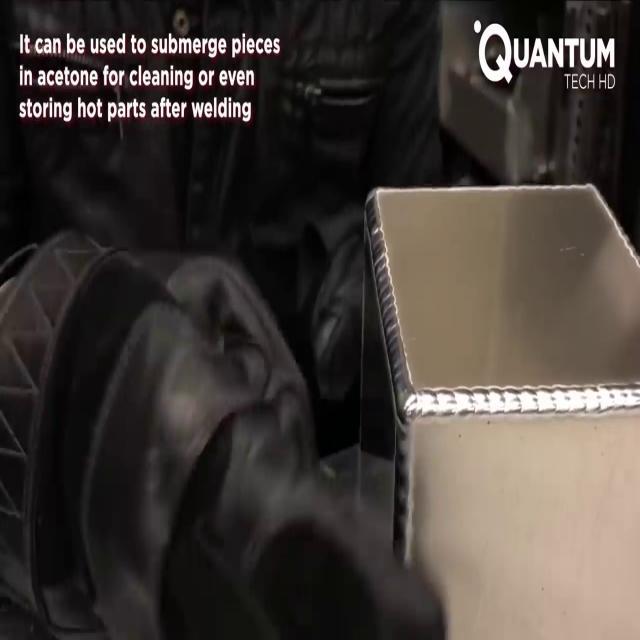 It can be used to submerge pieces
in acetone for cleaning or even
storing hot parts after welding
QUANTUM
TECH HD